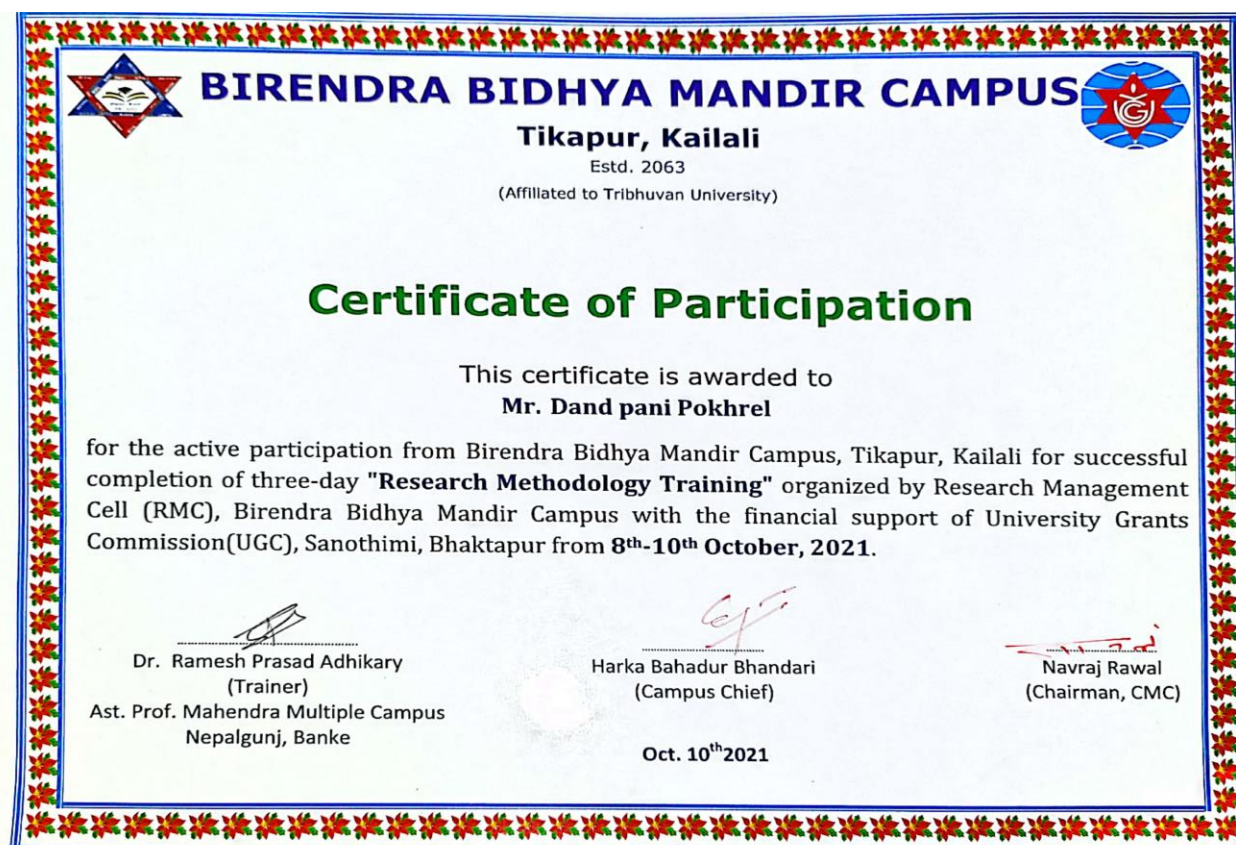 BIRENDRA BIDHYA MANDIR CAMPUS
Tikapur, Kailali
Estd. 2063
(Affiliated to Tribhuvan University)
Certificate of Participation
This certificate is awarded to
Mr. Dand pani Pokhrel
for the active participation from Birendra Bidhya Mandir Campus, Tikapur, Kailali for successful
completion of three-day "Research Methodology Training" organized by Research Management
Cell (RMC), Birendra Bidhya Mandir Campus with the financial support of University Grants
Commission(UGC), Sanothimi, Bhaktapur from 8th-10th October, 2021.
Dr. Ramesh Prasad Adhikary
(Trainer)
Ast. Prof. Mahendra Multiple Campus
Nepalgunj, Banke
Harka Bahadur Bhandari
(Campus Chief)
Oct. 10th2021
Navraj Rawal
(Chairman, CMC)